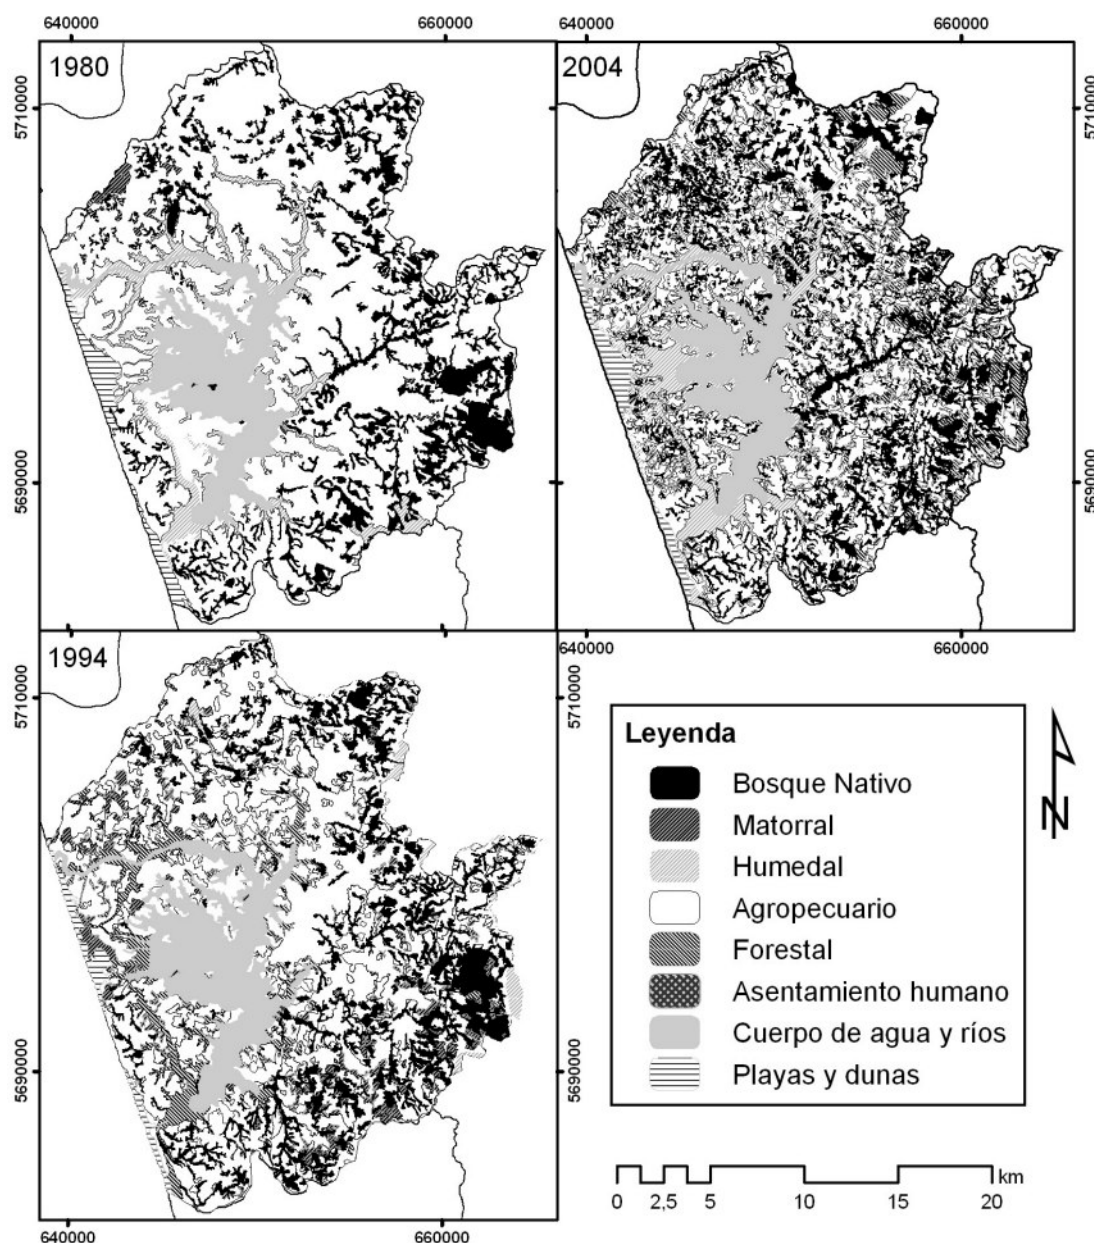 640000
660000
640000
660000
1980
2004
5710000
5710000
5690000
5690000
1994
640000
660000
5710000
5690000
640000
660000
Leyenda
Bosque Nativo
Matorral
Humedal
Agropecuario
Forestal
Asentamiento humano
Cuerpo de agua y ríos
Playas y dunas
N
km
0 2,5 5 10 15 20